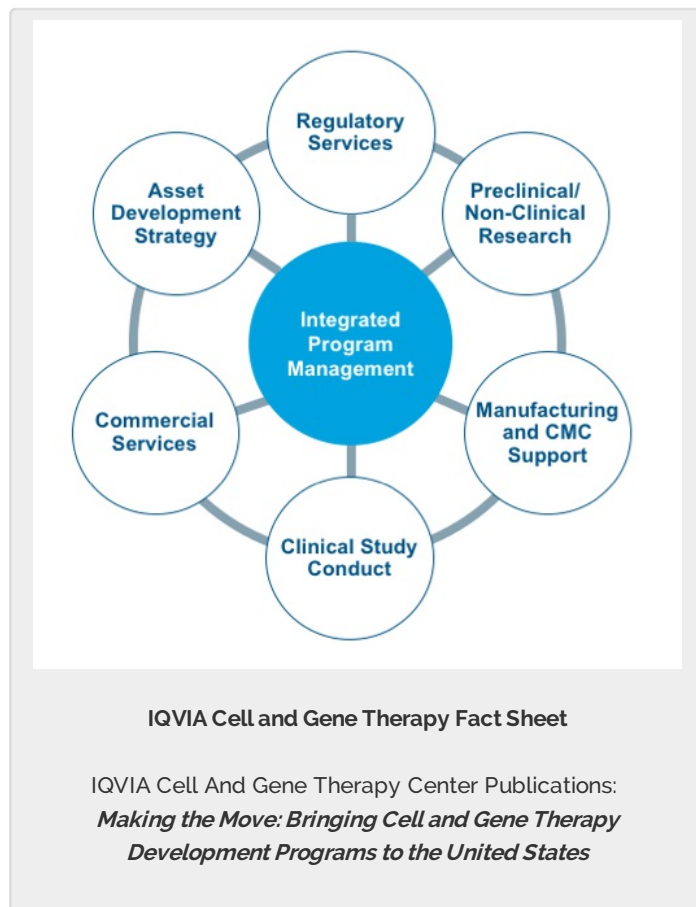 Regulatory
Services
Preclinical/
Non-Clinical
Research
Asset
Development
Strategy
Integrated
Program
Management
Manufacturing
and CMC
Support
Commercial
Services
Clinical Study
Conduct
IQVIA Cell and Gene Therapy Fact Sheet
IQVIA Cell And Gene Therapy Center Publications:
Making the Move: Bringing Cell and Gene Therapy
Development Programs to the United States